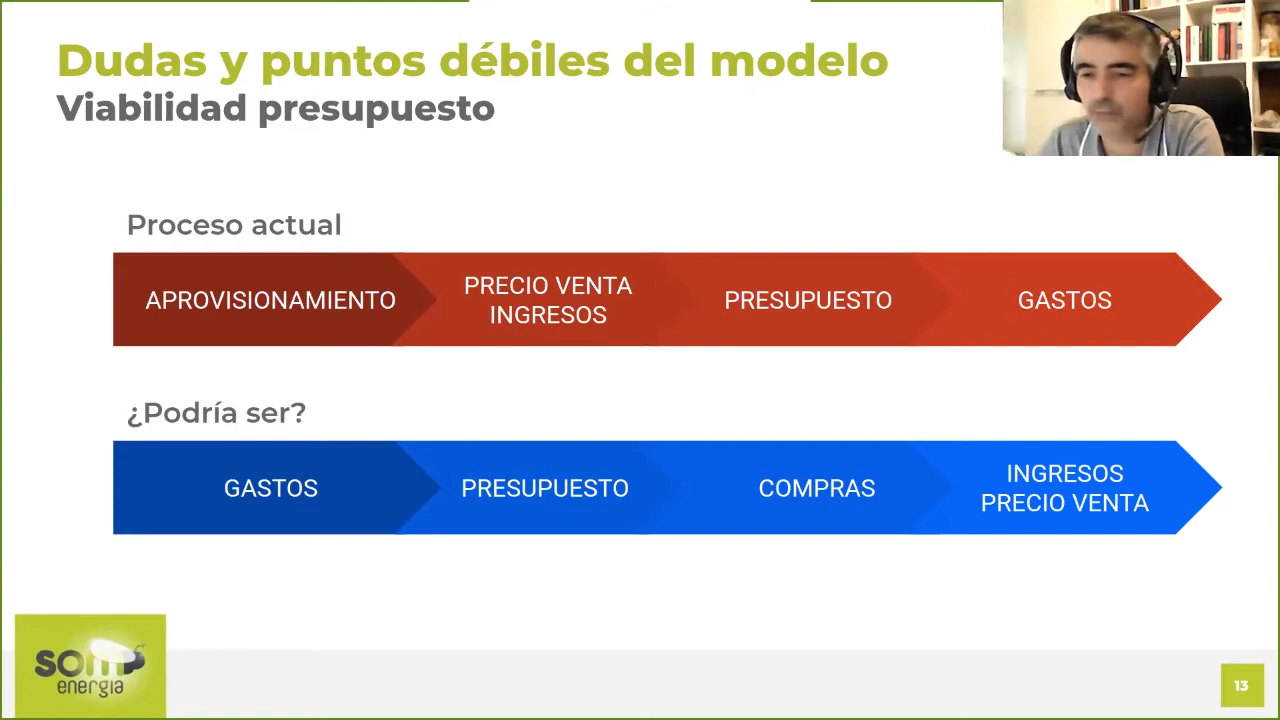 Dudas y puntos débiles del modelo
Viabilidad presupuesto
Proceso actual
APROVISIONAMIENTO
PRECIO VENTA
INGRESOS
PRESUPUESTO
GASTOS
¿Podría ser?
GASTOS
PRESUPUESTO
COMPRAS
INGRESOS
PRECIO VENTA
som
energia
13